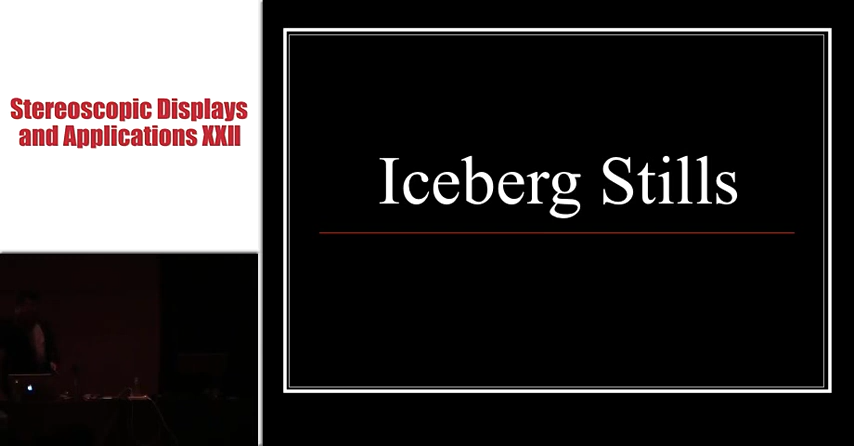 Stereoscopic Displays
and Applications XXII
Iceberg Stills